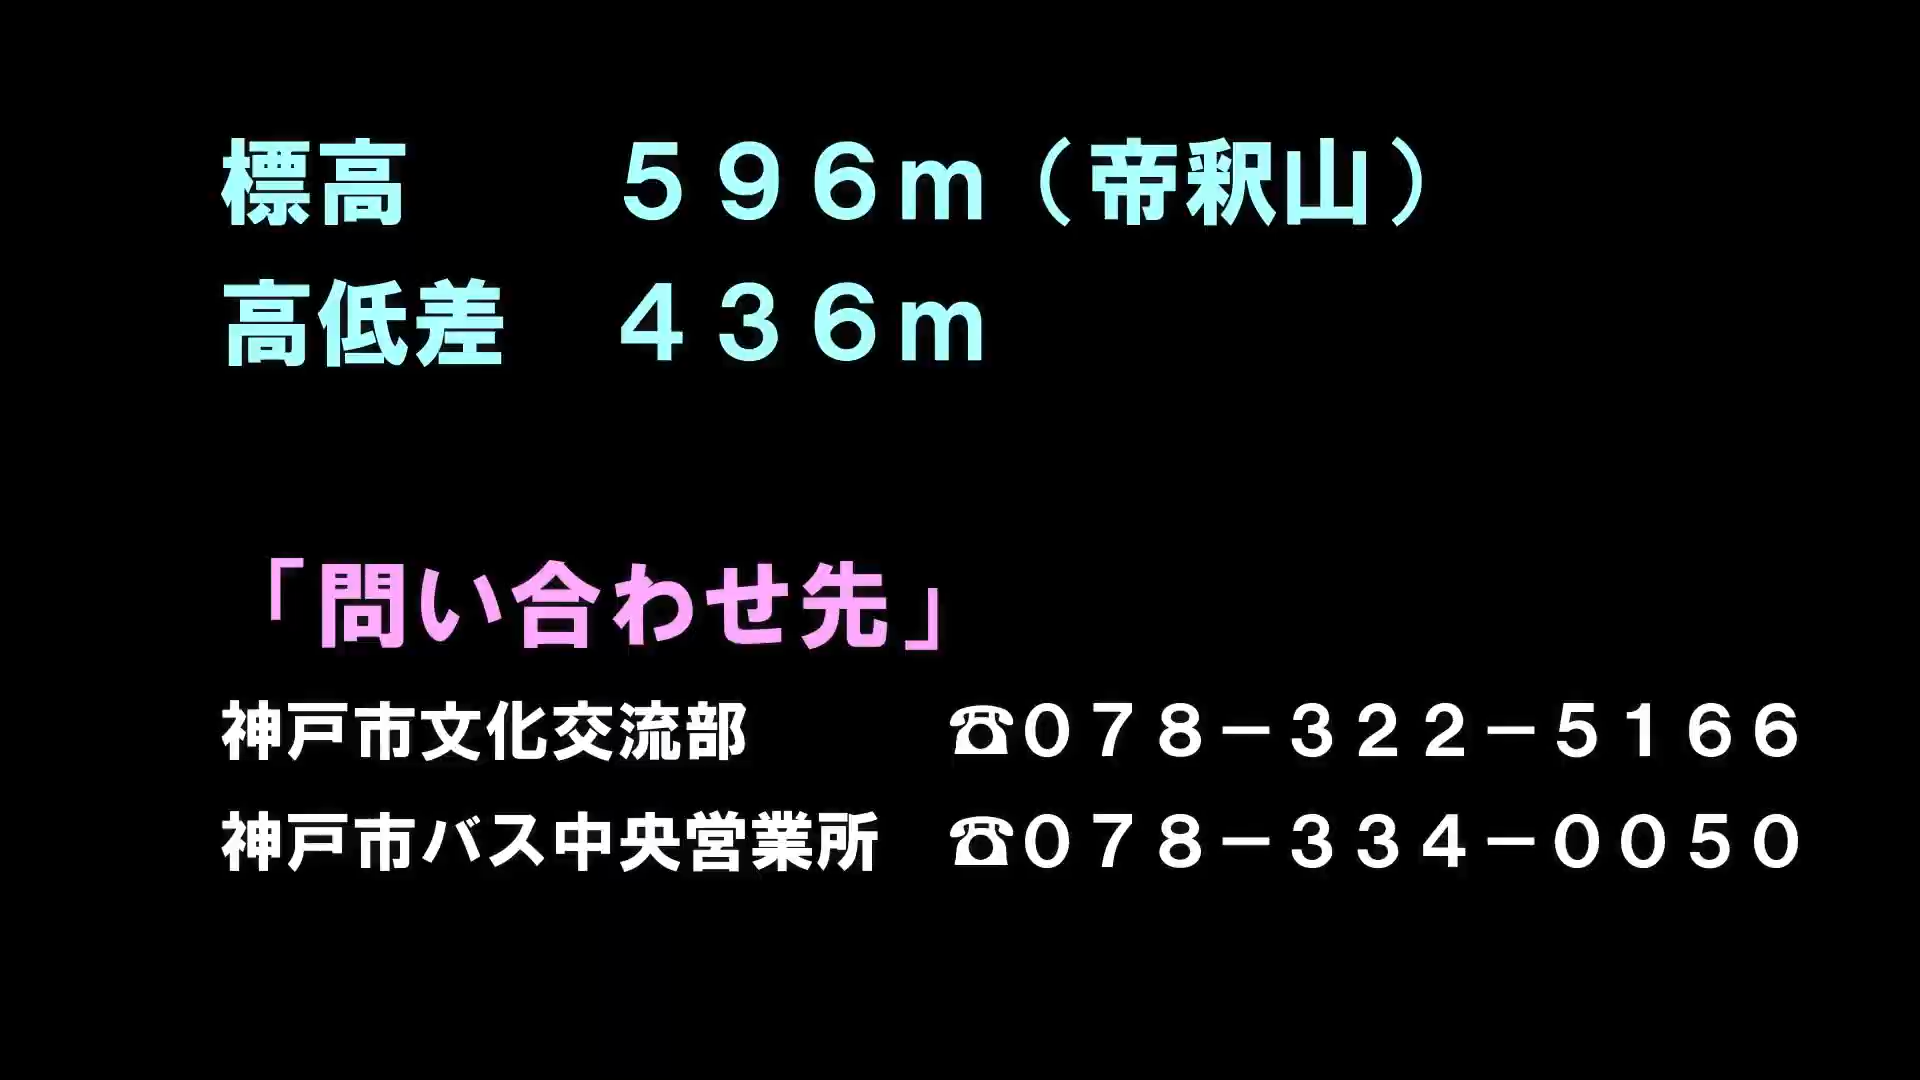 標高　　５９６ｍ（帝釈山）
高低差　４３６ｍ
「問い合わせ先」
神戸市文化交流部　　　☎０７８－３２２－５１６６
神戸市バス中央営業所　☎０７８－３３４－００５０